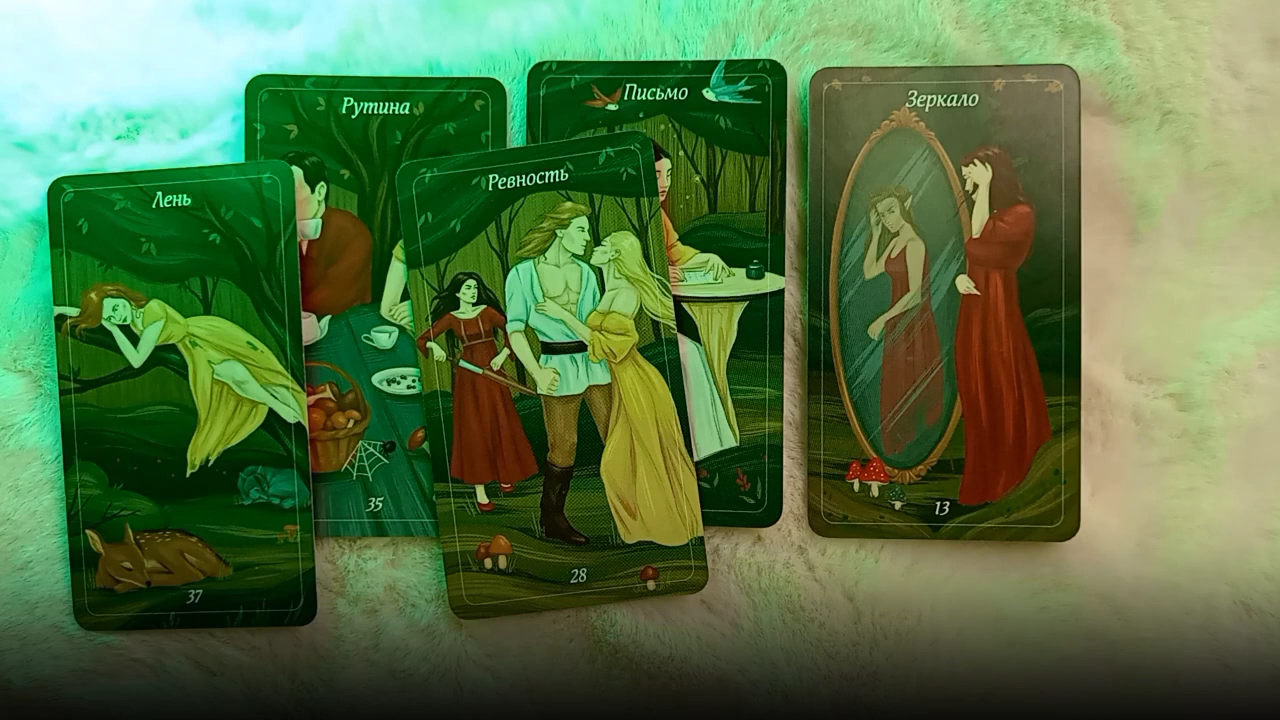 Лень
37
Рутина
35
Ревность
28
Письмо
Зеркало
13